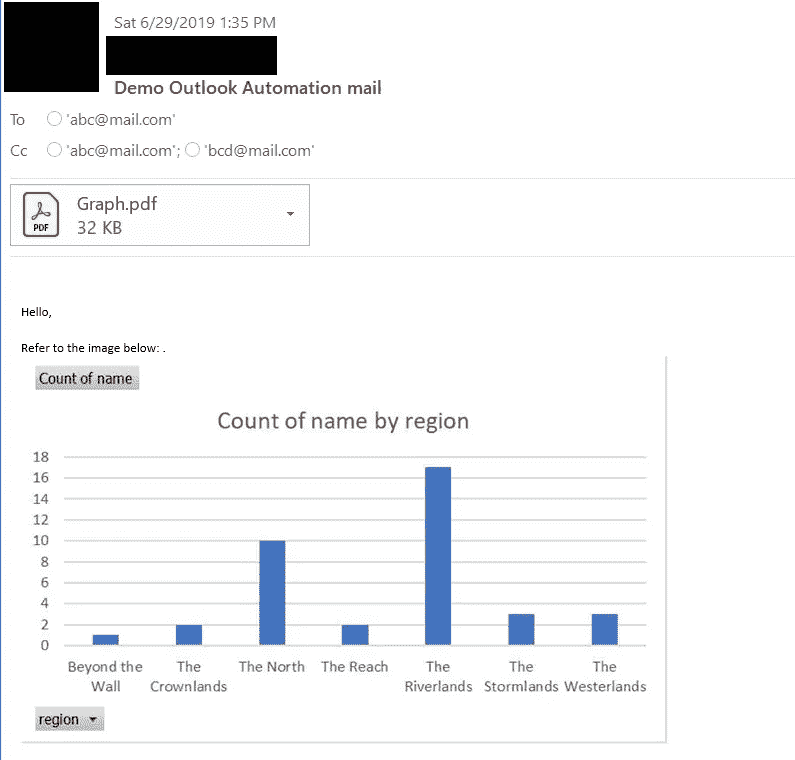 Sat 6/29/2019 1:35 PM
Demo Outlook Automation mail
To 'abc@mail.com'
Cc 'abc@mail.com'; 'bcd@mail.com'
Graph.pdf
PDF
32 KB
Hello,
Refer to the image below: .
Count of name
Count of name by region
18
16
14
12
10
8
6
4
2
0
Beyond the Wall
The Crownlands
The North
The Reach
The Riverlands
The Stormlands
The Westerlands
region